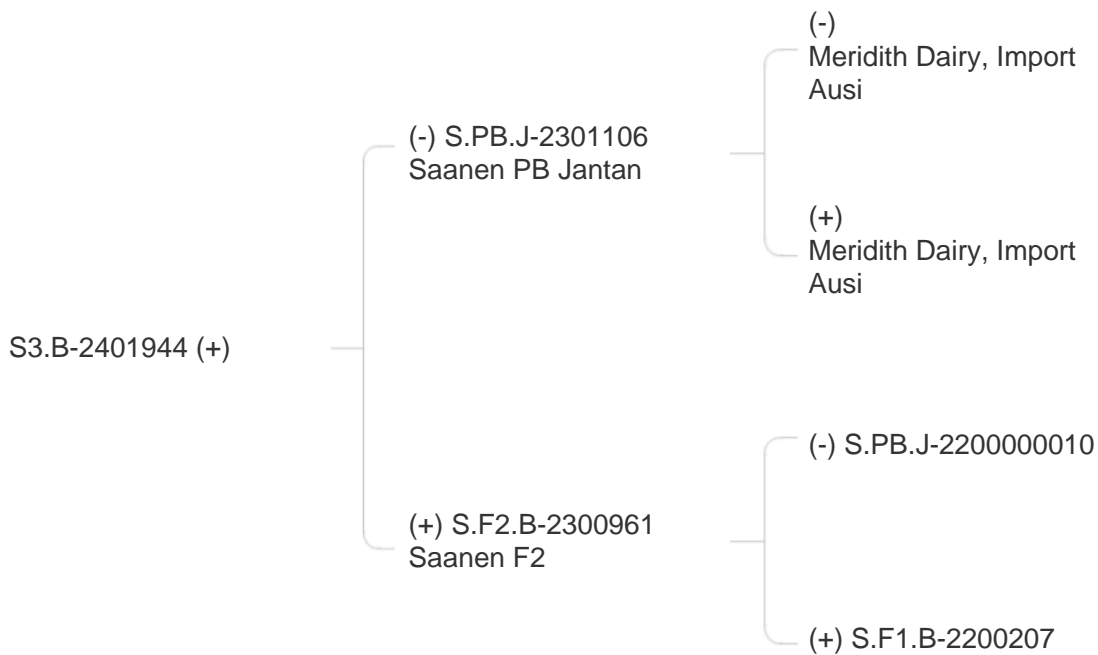 (-)
Meridith Dairy, Import
Ausi
(-) S.PB.J-2301106
Saanen PB Jantan
(+)
Meridith Dairy, Import
Ausi
S3.B-2401944 (+)
(-) S.PB.J-2200000010
(+) S.F2.B-2300961
Saanen F2
(+) S.F1.B-2200207